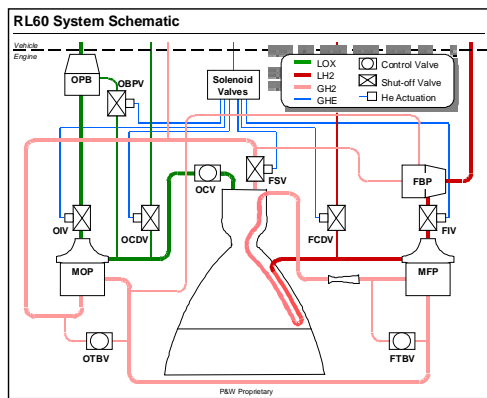 RL60 System Schematic
Vehicle
Engine
OPB
OBPV
Solenoid
Valves
LOX
LH2
GH2
GHE
Control Valve
Shut-off Valve
He Actuation
OCV
FSV
FBP
OIV
OCDV
FCDV
FIV
MOP
MFP
OTBV
FTBV
P&W Proprietary